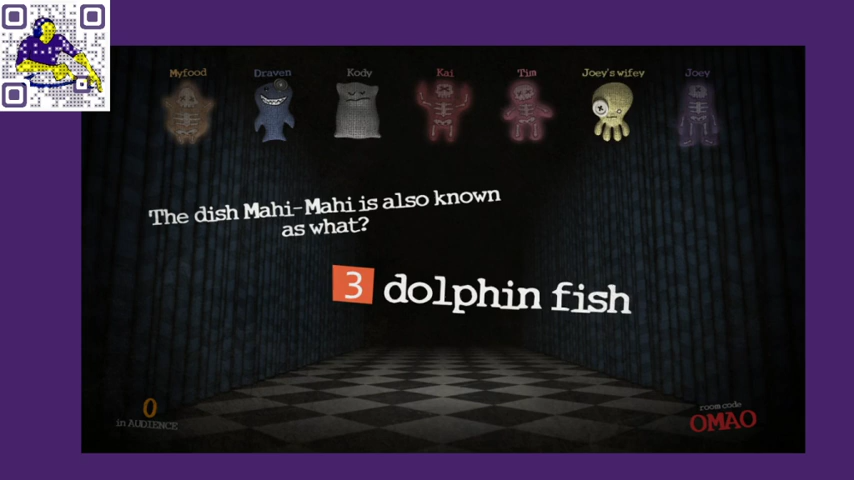 Myfood Draven Kody Kai Tim Joey's wifey Joey
The dish Mahi-Mahi is also known
as what?
3 dolphin fish
0
in AUDIENCE
room code
OMAO